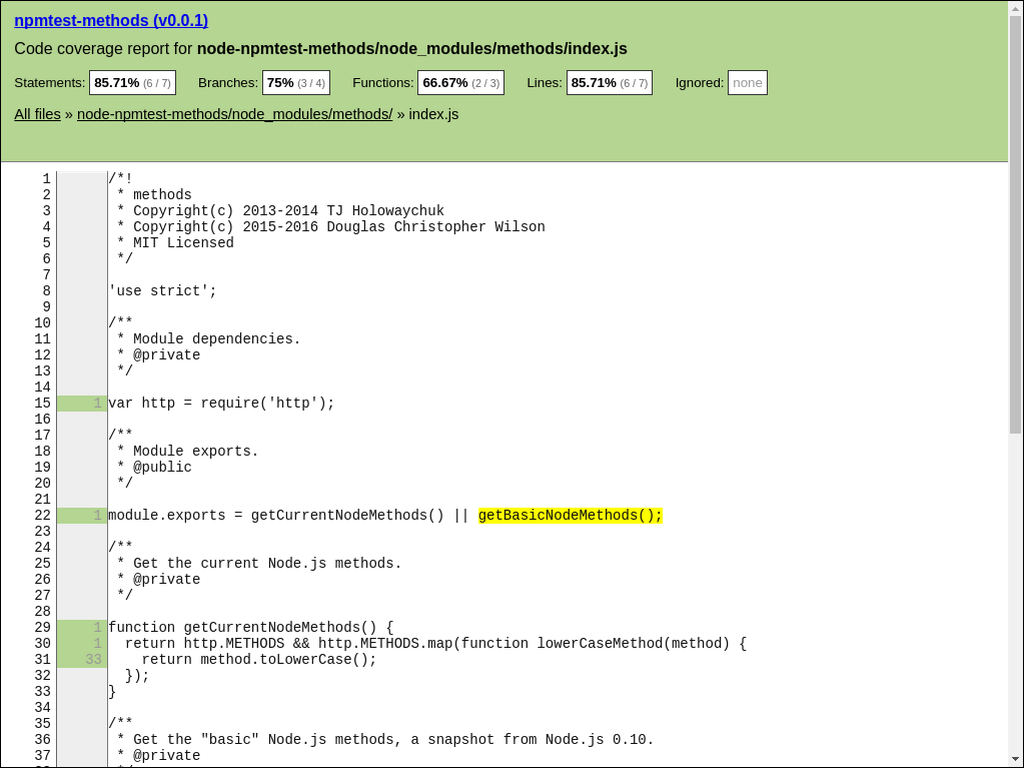 npmtest-methods (v0.0.1)
Code coverage report for node-npmtest-methods/node_modules/methods/index.js
Statements: 85.71% (6 / 7) Branches: 75% (3 / 4) Functions: 66.67% (2 / 3) Lines: 85.71% (6 / 7) Ignored: none
All files » node-npmtest-methods/node_modules/methods/ » index.js
1 /*!
2  * methods
3  * Copyright(c) 2013-2014 TJ Holowaychuk
4  * Copyright(c) 2015-2016 Douglas Christopher Wilson
5  * MIT Licensed
6  */
7
8 'use strict';
9
10 /**
11  * Module dependencies.
12  * @private
13  */
14
15 1 var http = require('http');
16
17 /**
18  * Module exports.
19  * @public
20  */
21
22 1 module.exports = getCurrentNodeMethods() || getBasicNodeMethods();
23
24 /**
25  * Get the current Node.js methods.
26  * @private
27  */
28
29 1 function getCurrentNodeMethods() {
30 1   return http.METHODS && http.METHODS.map(function lowerCaseMethod(method) {
31 33     return method.toLowerCase();
32   });
33 }
34
35 /**
36  * Get the "basic" Node.js methods, a snapshot from Node.js 0.10.
37  * @private